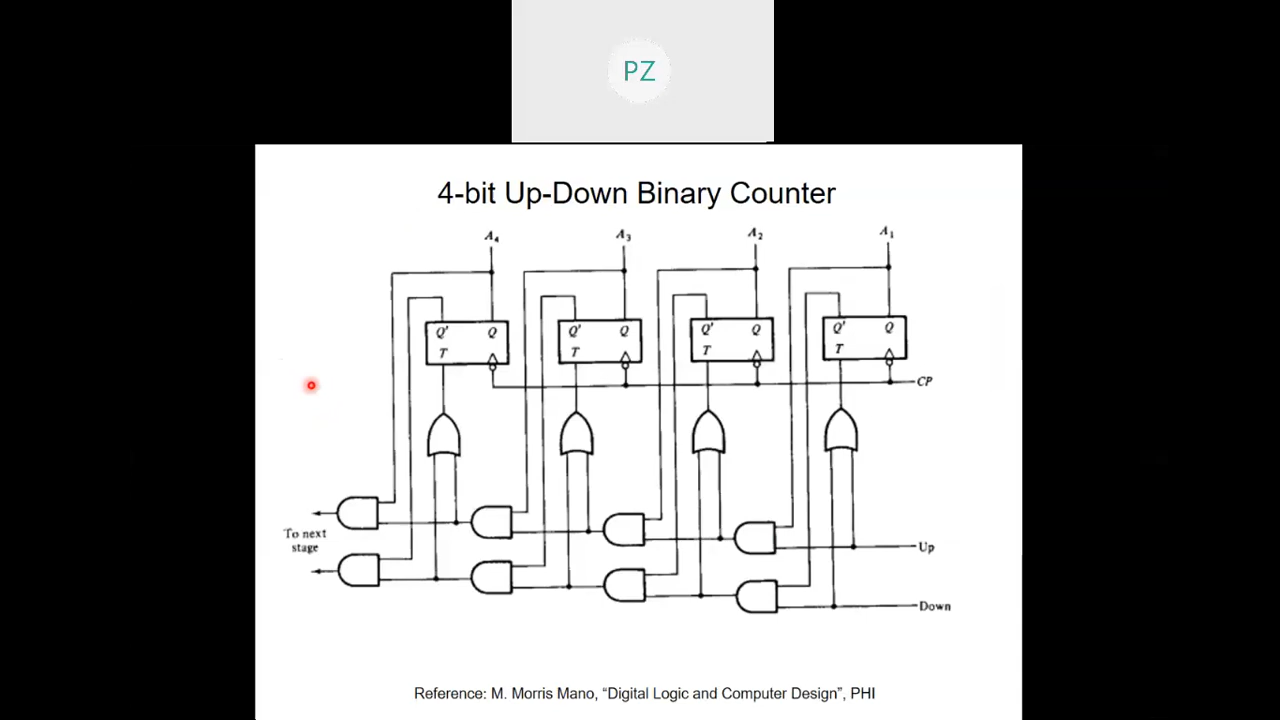 PZ
4-bit Up-Down Binary Counter
A4 A3 A2 A1
Q' Q Q' Q Q' Q Q' Q
T T T T
CP
To next
stage
Up
Down
Reference: M. Morris Mano, “Digital Logic and Computer Design”, PHI